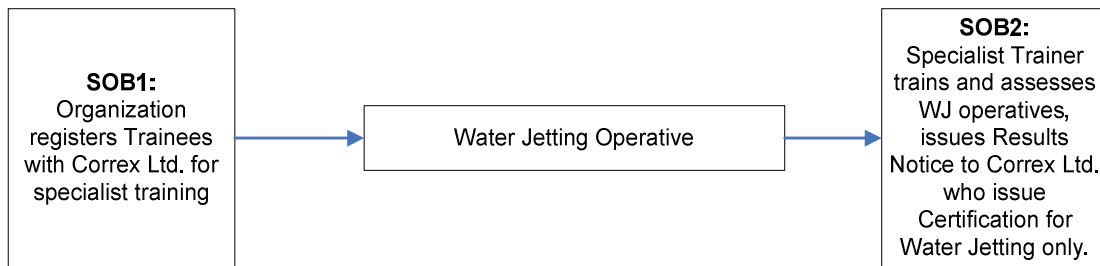 SOB1:
Organization
registers Trainees
with Correx Ltd. for
specialist training
Water Jetting Operative
SOB2:
Specialist Trainer
trains and assesses
WJ operatives,
issues Results
Notice to Correx Ltd.
who issue
Certification for
Water Jetting only.